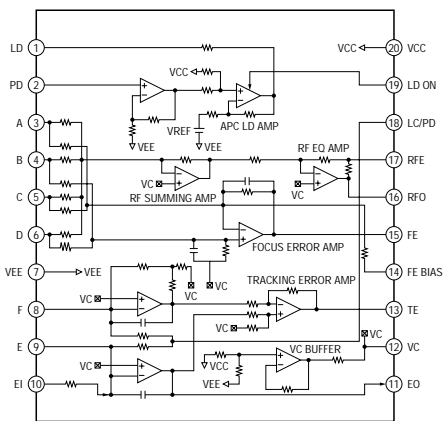 LD 1
20 VCC
VCC
PD 2
19 LD ON
VCC
A 3
VREF
APC LD AMP
18 LC/PD
VEE
VEE
B 4
RF EQ AMP
17 RFE
VC
VC
C 5
RF SUMMING AMP
16 RFO
D 6
15 FE
FOCUS ERROR AMP
VEE 7
VEE
14 FE BIAS
VC
VC
TRACKING ERROR AMP
F 8
VC
13 TE
VC
VC
E 9
12 VC
VC
VCC
VC BUFFER
VEE
EI 10
11 EO